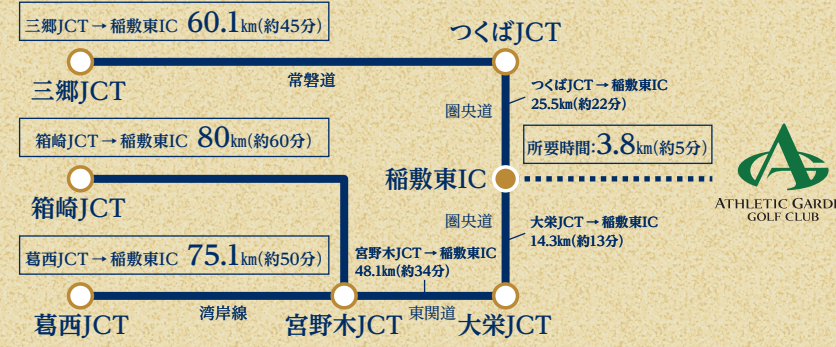 三郷JCT→稲敷東IC 60.1km(約45分)
つくばJCT
三郷JCT
常磐道
つくばJCT→稲敷東IC
25.5km(約22分)
圏央道
箱崎JCT→稲敷東IC 80km(約60分)
所要時間:3.8km(約5分)
稲敷東IC
箱崎JCT
ATHLETIC GARDE
GOLF CLUB
圏央道
大栄JCT→稲敷東IC
14.3km(約13分)
葛西JCT→稲敷東IC 75.1km(約50分)
宮野木JCT→稲敷東IC
48.1km(約34分)
葛西JCT
湾岸線
宮野木JCT
東関道
大栄JCT